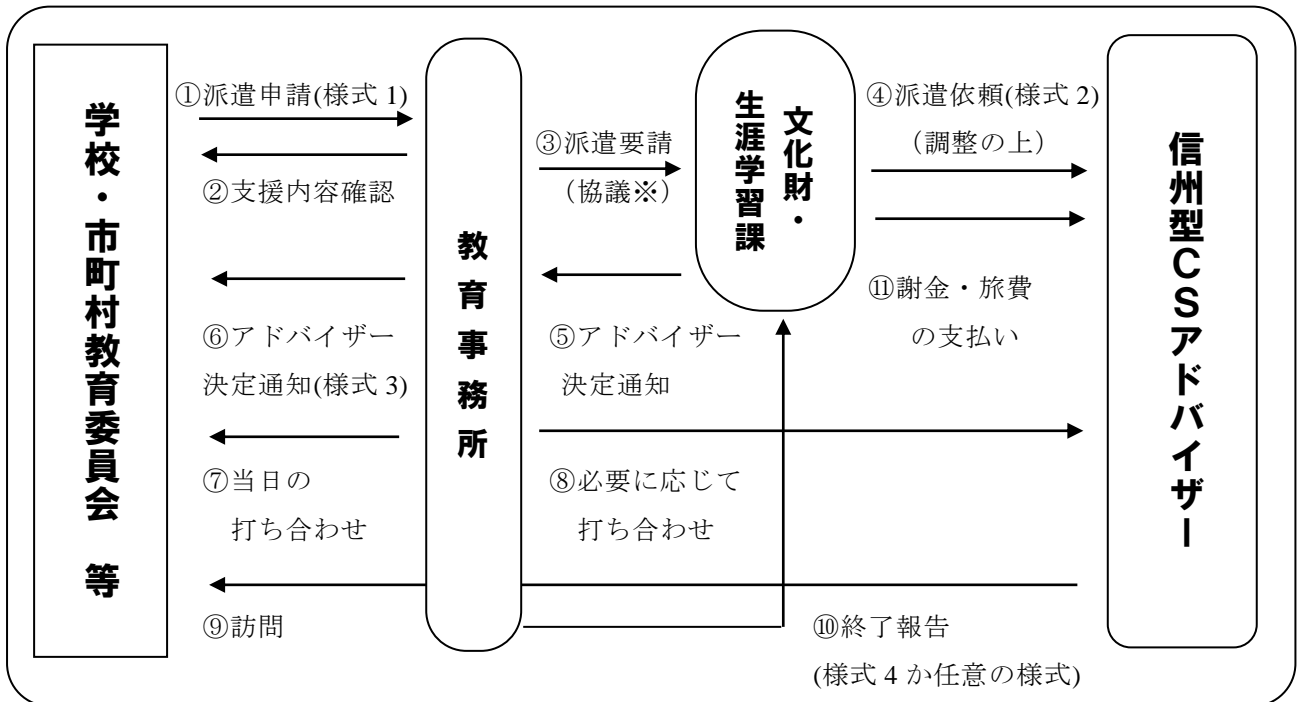 学校・市町村教育委員会　等
①派遣申請(様式 1)
②支援内容確認
⑥アドバイザー
決定通知(様式 3)
⑦当日の
打ち合わせ
⑨訪問
教育事務所
③派遣要請
（協議※）
⑤アドバイザー
決定通知
⑧必要に応じて
打ち合わせ
文化財・
生涯学習課
④派遣依頼(様式 2)
（調整の上）
⑪謝金・旅費
の支払い
⑩終了報告
(様式 4 か任意の様式)
信州型ＣＳアドバイザー